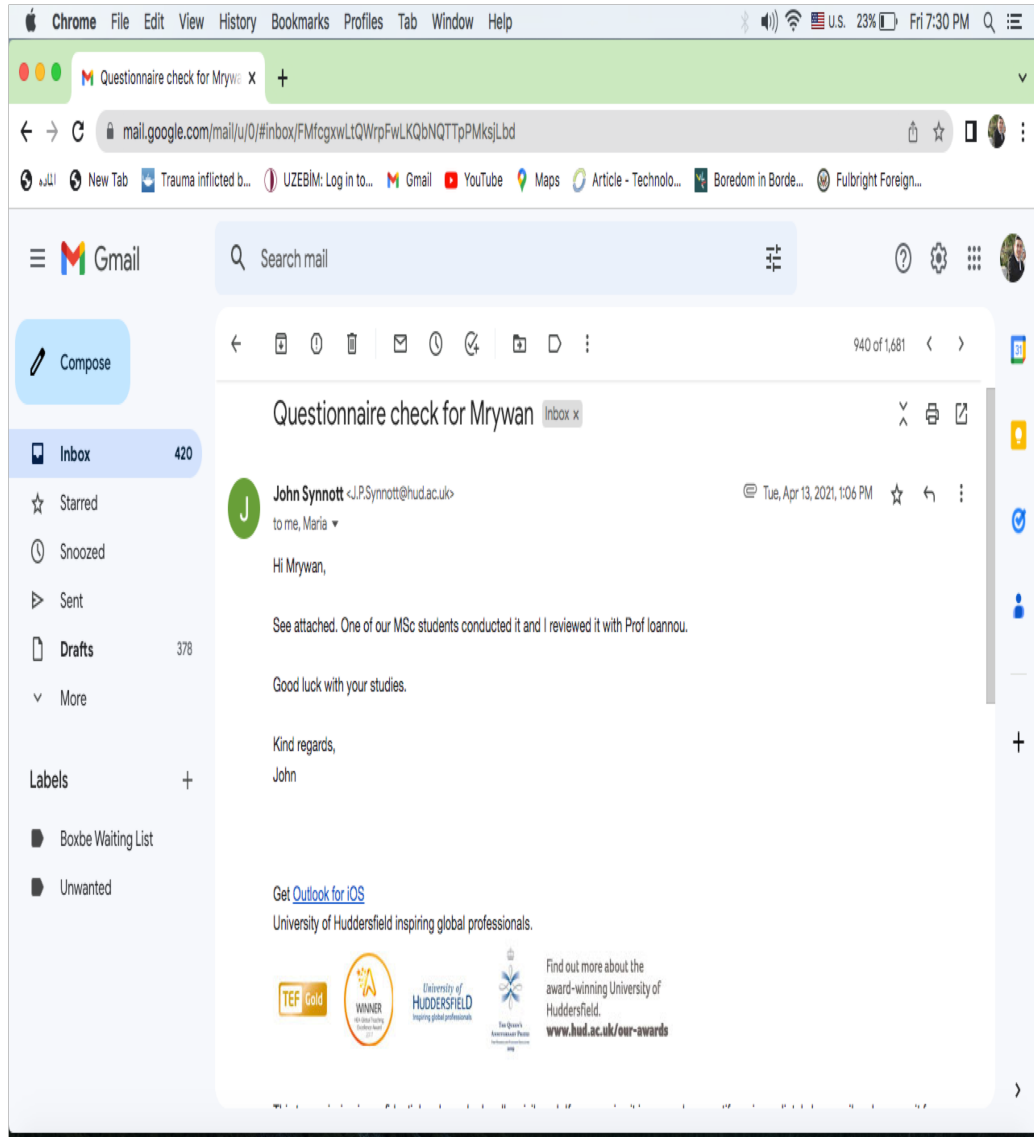 Chrome File Edit View History Bookmarks Profiles Tab Window Help U.S. 23% Fri 7:30 PM
Questionnaire check for Mrywa
mail.google.com/mail/u/0/#inbox/FMfcgxwLtQWrpFwLKQbNQTTpPMksjLbd
المادة New Tab Trauma inflicted b... UZEBİM: Log in to... Gmail YouTube Maps Article - Technolo... Boredom in Borde... Fulbright Foreign...
Gmail Search mail
Compose 940 of 1,681 31
Questionnaire check for Mrywan Inbox x
Inbox 420
John Synnott <J.P.Synnott@hud.ac.uk> Tue, Apr 13, 2021, 1:06 PM
Starred
J
to me, Maria
Snoozed
Hi Mrywan,
Sent
See attached. One of our MSc students conducted it and I reviewed it with Prof Ioannou.
Drafts 378
Good luck with your studies.
More
Kind regards,
John
Labels
Boxbe Waiting List
Unwanted
Get Outlook for iOS
University of Huddersfield inspiring global professionals.
TEF Gold
WINNER
University of
HUDDERSFIELD
Inspiring global professionals
THE QUEEN'S
ANNIVERSARY PRIZES
Find out more about the
award-winning University of
Huddersfield.
www.hud.ac.uk/our-awards